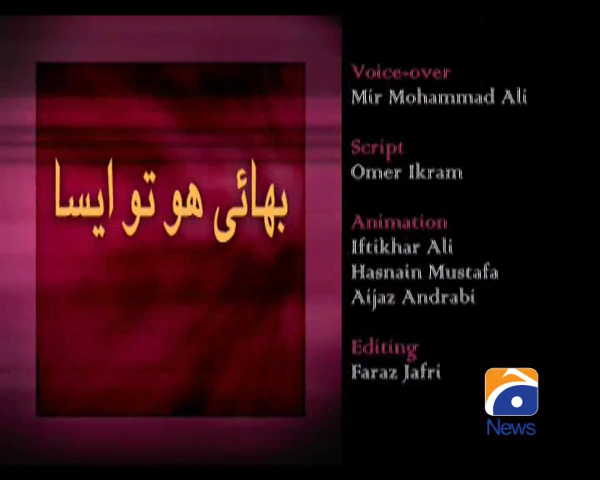 بھائی ہو تو ایسا
Voice-over
Mir Mohammad Ali
Script
Omer Ikram
Animation
Iftikhar Ali
Hasnain Mustafa
Aijaz Andrabi
Editing
Faraz Jafri
News